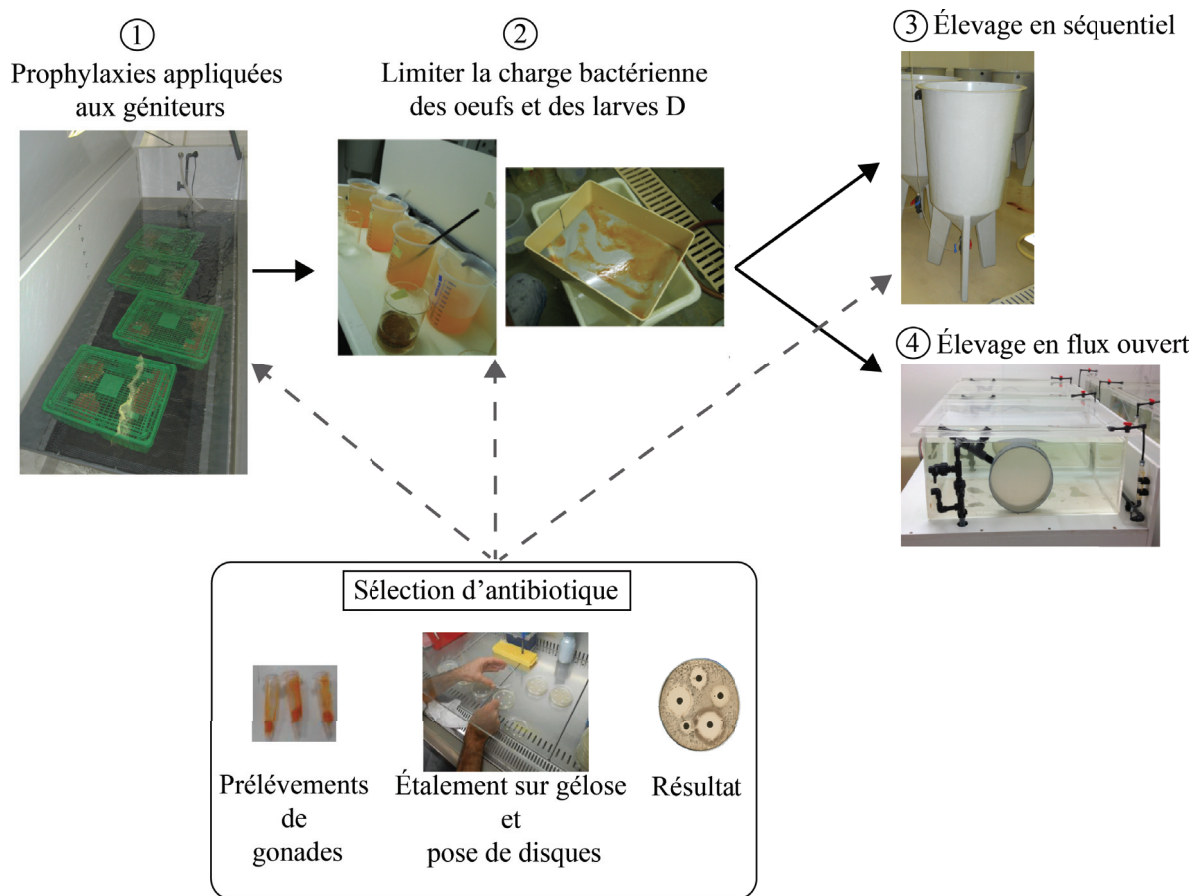 ①
Prophylaxies appliquées
aux géniteurs
②
Limiter la charge bactérienne
des oeufs et des larves D
③ Élevage en séquentiel
④ Élevage en flux ouvert
Sélection d'antibiotique
Prélévements
de
gonades
Étalement sur gélose
et
pose de disques
Résultat